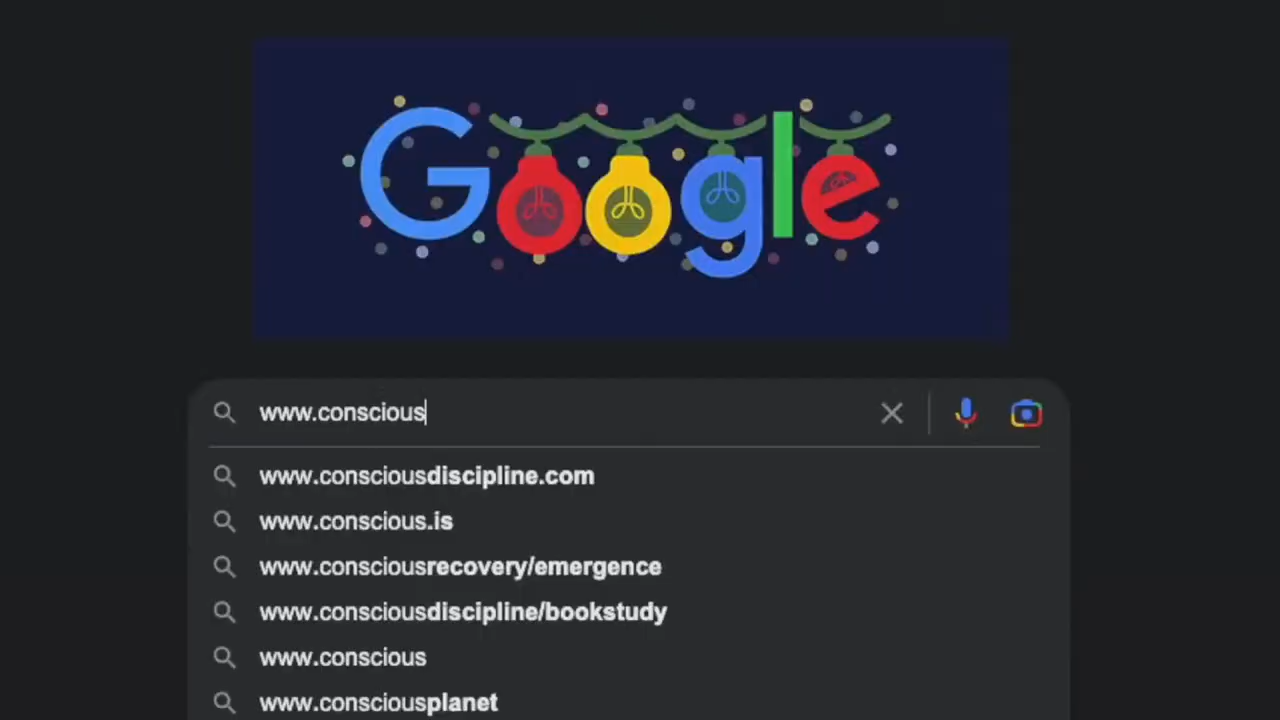 Google
www.conscious
www.consciousdiscipline.com
www.conscious.is
www.consciousrecovery/emergence
www.consciousdiscipline/bookstudy
www.conscious
www.consciousplanet